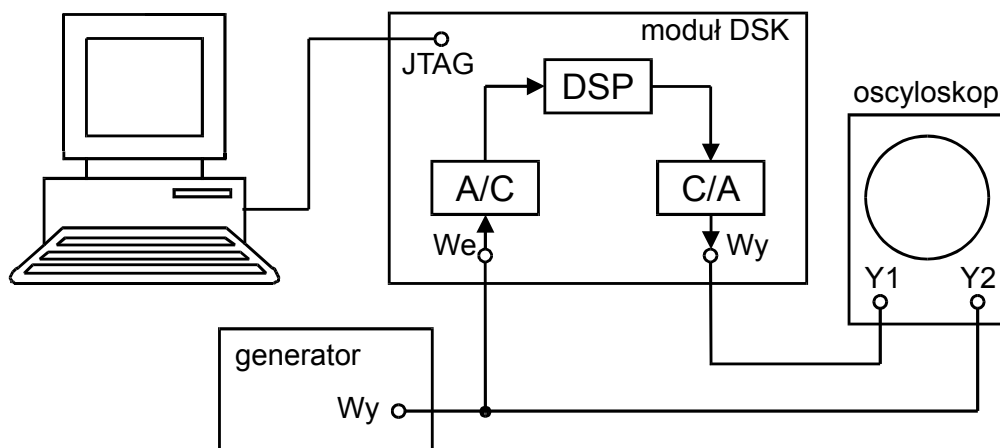 moduł DSK
JTAG
DSP
oscyloskop
A/C
C/A
We
Wy
Y1
Y2
generator
Wy